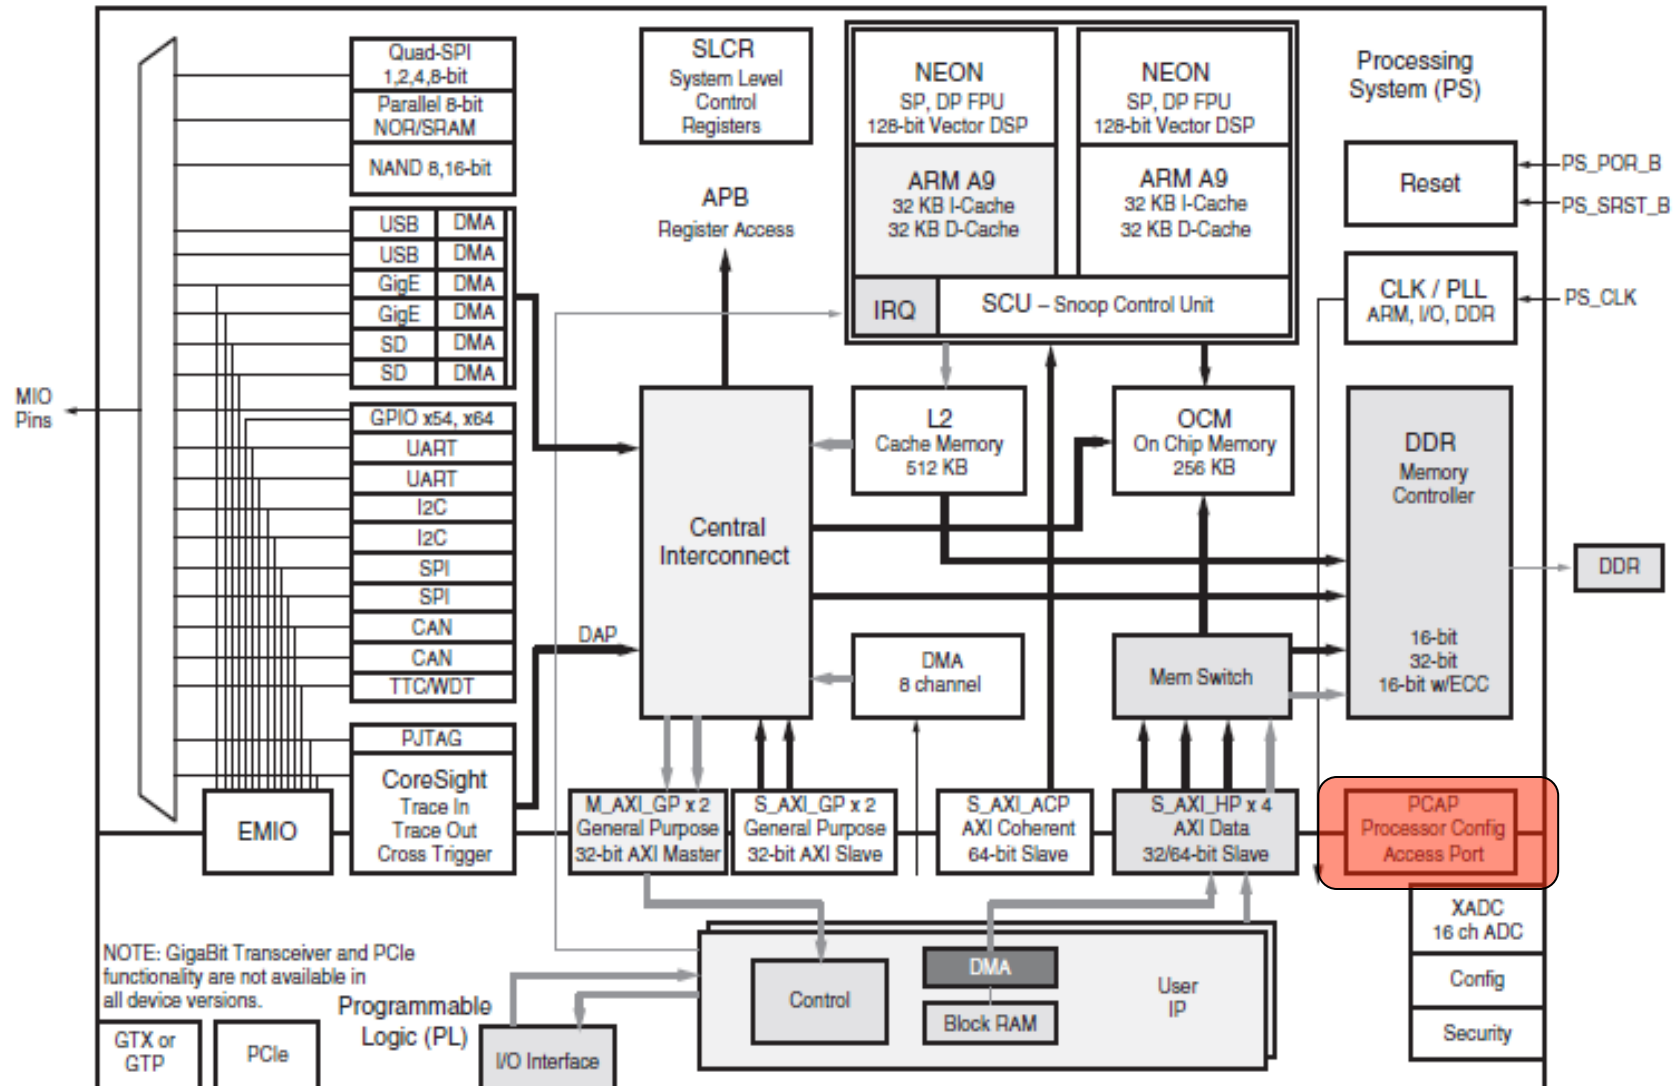 Quad-SPI
1,2,4,8-bit
Parallel 8-bit
NOR/SRAM
NAND 8,16-bit
USB DMA
USB DMA
GigE DMA
GigE DMA
SD DMA
SD DMA
GPIO x54, x64
UART
UART
I2C
I2C
SPI
SPI
CAN
CAN
TTC/WDT
PJTAG
CoreSight
Trace In
Trace Out
Cross Trigger
MIO
Pins
EMIO
SLCR
System Level
Control
Registers
APB
Register Access
NEON
SP, DP FPU
128-bit Vector DSP
ARM A9
32 KB I-Cache
32 KB D-Cache
NEON
SP, DP FPU
128-bit Vector DSP
ARM A9
32 KB I-Cache
32 KB D-Cache
IRQ
SCU – Snoop Control Unit
Processing
System (PS)
Reset
PS_POR_B
PS_SRST_B
CLK / PLL
ARM, I/O, DDR
PS_CLK
L2
Cache Memory
512 KB
OCM
On Chip Memory
256 KB
DDR
Memory
Controller
16-bit
32-bit
16-bit w/ECC
DDR
Central
Interconnect
DAP
DMA
8 channel
Mem Switch
M_AXI_GP x 2
General Purpose
32-bit AXI Master
S_AXI_GP x 2
General Purpose
32-bit AXI Slave
S_AXI_ACP
AXI Coherent
64-bit Slave
S_AXI_HP x 4
AXI Data
32/64-bit Slave
PCAP
Processor Config
Access Port
XADC
16 ch ADC
Config
Security
NOTE: GigaBit Transceiver and PCIe
functionality are not available in
all device versions.
Programmable
Logic (PL)
GTX or
GTP
PCIe
I/O Interface
Control
DMA
Block RAM
User
IP